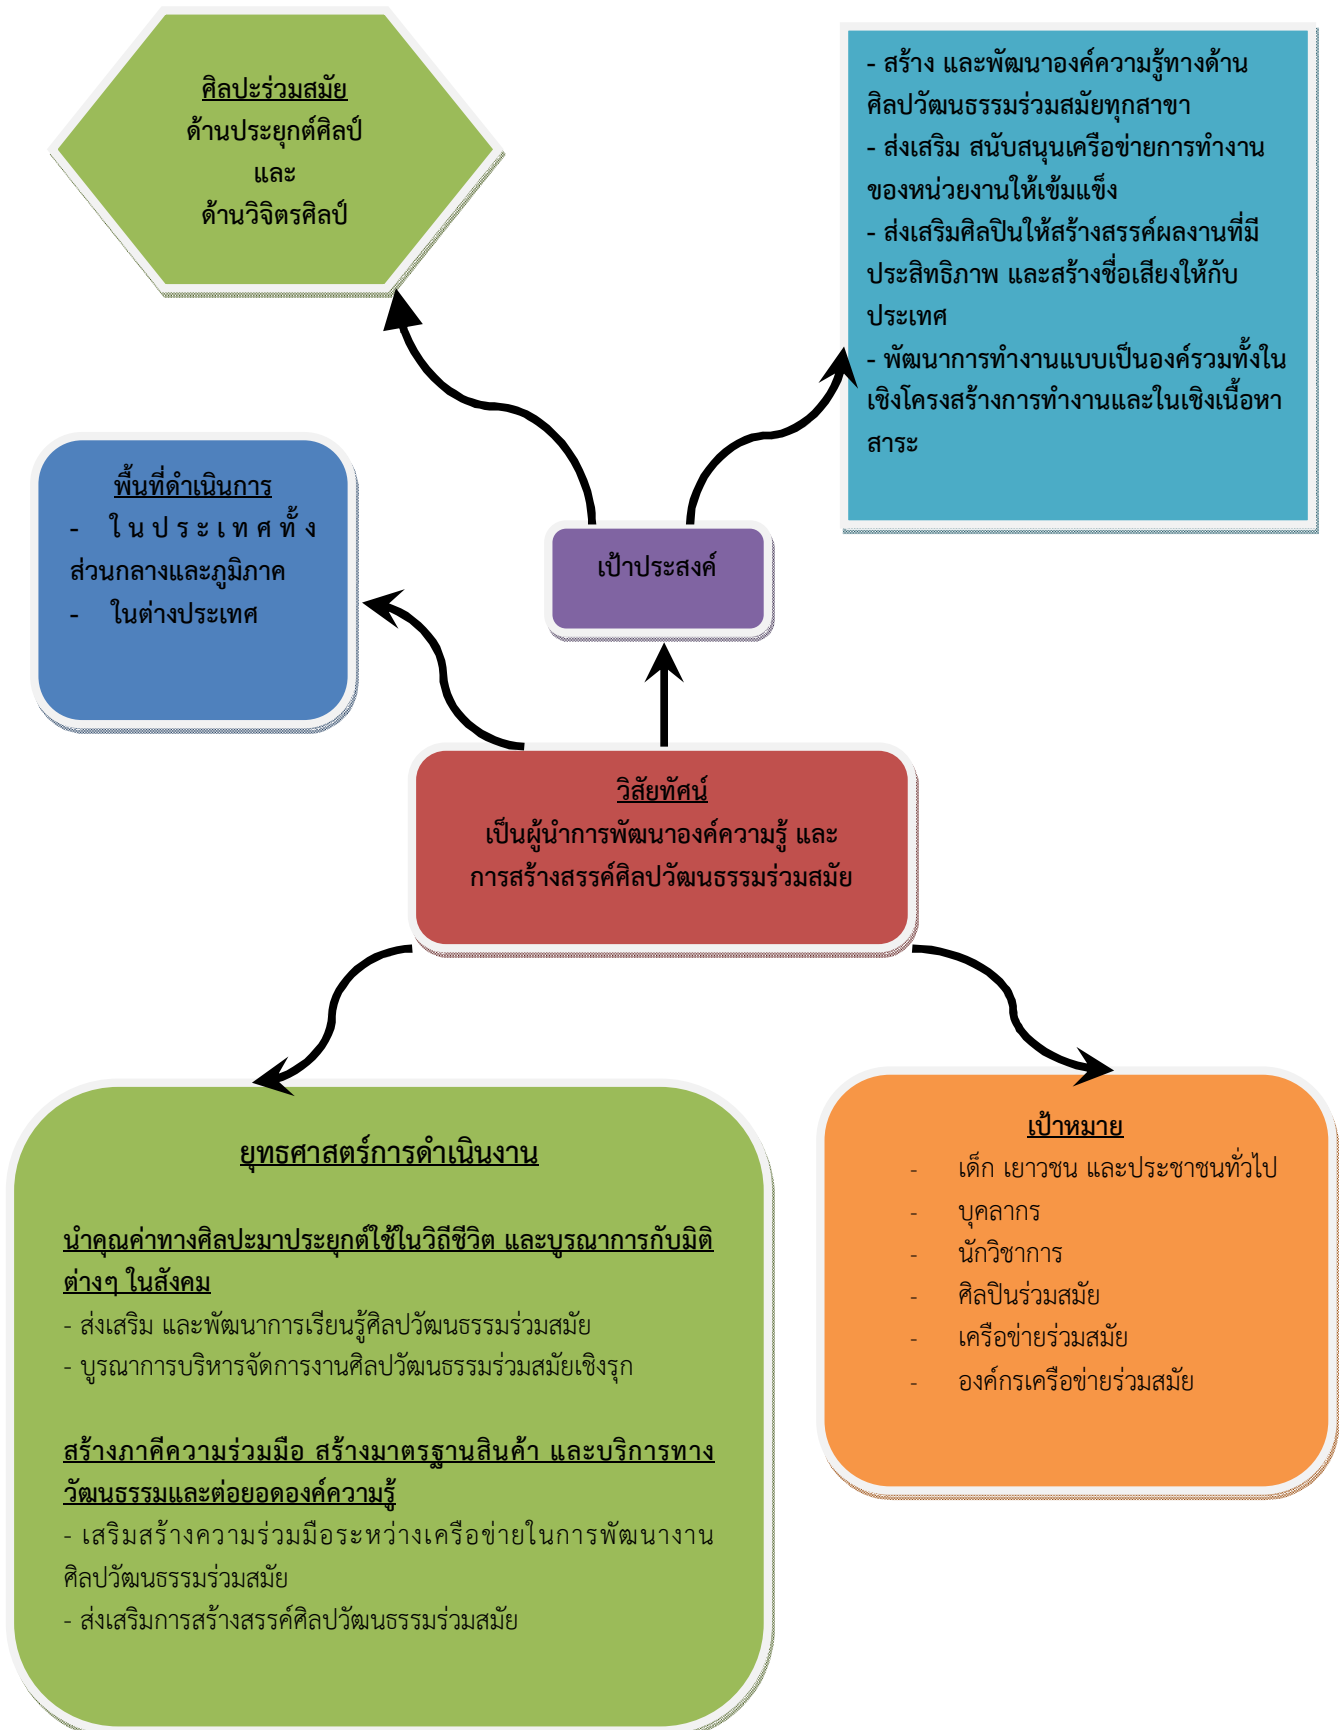 ศิลปะร่วมสมัย
ด้านประยุกต์ศิลป์
และ
ด้านวิจิตรศิลป์
- สร้าง และพัฒนาองค์ความรู้ทางด้าน
ศิลปวัฒนธรรมร่วมสมัยทุกสาขา
- ส่งเสริม สนับสนุนเครือข่ายการทำงาน
ของหน่วยงานให้เข้มแข็ง
- ส่งเสริมศิลปินให้สร้างสรรค์ผลงานที่มี
ประสิทธิภาพ และสร้างชื่อเสียงให้กับ
ประเทศ
- พัฒนาการทำงานแบบเป็นองค์รวมทั้งใน
เชิงโครงสร้างการทำงานและในเชิงเนื้อหา
สาระ
พื้นที่ดำเนินการ
- ในประเทศทั้ง
ส่วนกลางและภูมิภาค
- ในต่างประเทศ
เป้าประสงค์
วิสัยทัศน์
เป็นผู้นำการพัฒนาองค์ความรู้ และ
การสร้างสรรค์ศิลปวัฒนธรรมร่วมสมัย
ยุทธศาสตร์การดำเนินงาน
นำคุณค่าทางศิลปะมาประยุกต์ใช้ในวิถีชีวิต และบูรณาการกับมิติ
ต่างๆ ในสังคม
- ส่งเสริม และพัฒนาการเรียนรู้ศิลปวัฒนธรรมร่วมสมัย
- บูรณาการบริหารจัดการงานศิลปวัฒนธรรมร่วมสมัยเชิงรุก
สร้างภาคีความร่วมมือ สร้างมาตรฐานสินค้า และบริการทาง
วัฒนธรรมและต่อยอดองค์ความรู้
- เสริมสร้างความร่วมมือระหว่างเครือข่ายในการพัฒนางาน
ศิลปวัฒนธรรมร่วมสมัย
- ส่งเสริมการสร้างสรรค์ศิลปวัฒนธรรมร่วมสมัย
เป้าหมาย
- เด็ก เยาวชน และประชาชนทั่วไป
- บุคลากร
- นักวิชาการ
- ศิลปินร่วมสมัย
- เครือข่ายร่วมสมัย
- องค์กรเครือข่ายร่วมสมัย